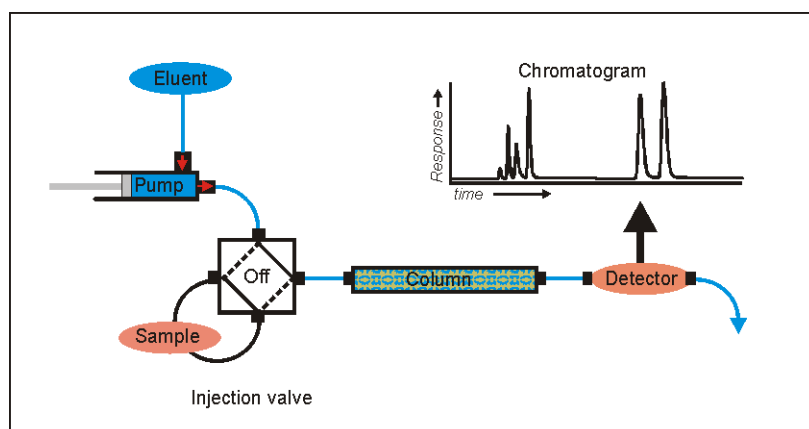 Eluent
Chromatogram
Response
time
Pump
Off
Column
Detector
Sample
Injection valve